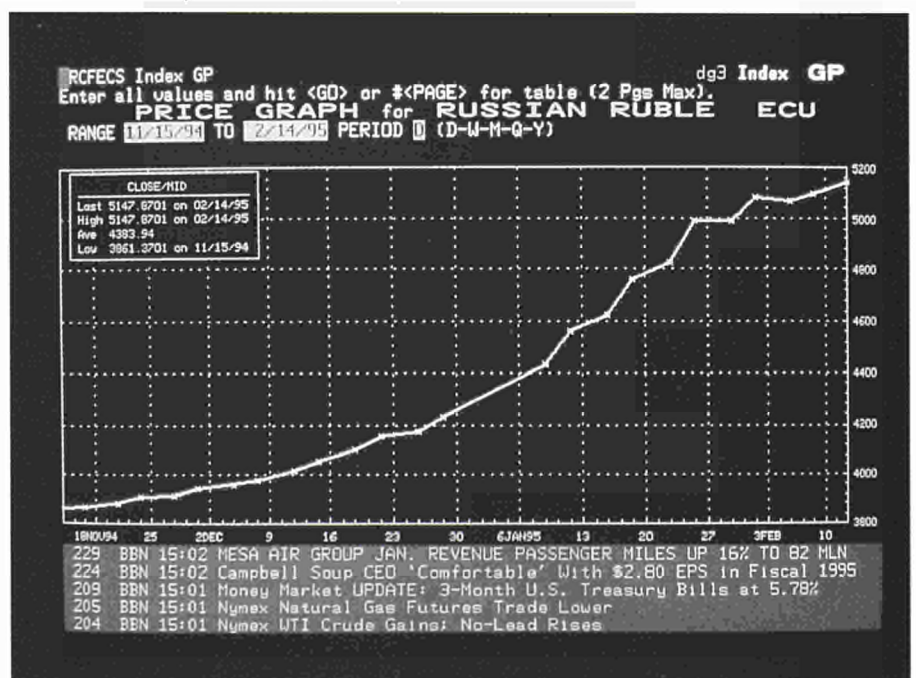 RCFECS Index GP dg3 Index GP
Enter all values and hit <GO> or #<PAGE> for table (2 Pgs Max).
PRICE GRAPH for RUSSIAN RUBLE ECU
RANGE 11/15/94 TO 2/14/95 PERIOD D (D-W-M-Q-Y)
CLOSE/MID
Last 5147.8701 on 02/14/95
High 5147.8701 on 02/14/95
Ave 4383.94
Low 3861.3701 on 11/15/94
5200
5000
4800
4600
4400
4200
4000
3800
18NOV94 25 2DEC 9 16 23 30 6JAN95 13 20 27 3FEB 10
229 BBN 15:02 MESA AIR GROUP JAN. REVENUE PASSENGER MILES UP 16% TO 82 MLN
224 BBN 15:02 Campbell Soup CEO 'Comfortable' With $2.80 EPS in Fiscal 1995
209 BBN 15:01 Money Market UPDATE: 3-Month U.S. Treasury Bills at 5.78%
205 BBN 15:01 Nymex Natural Gas Futures Trade Lower
204 BBN 15:01 Nymex WTI Crude Gains; No-Lead Rises